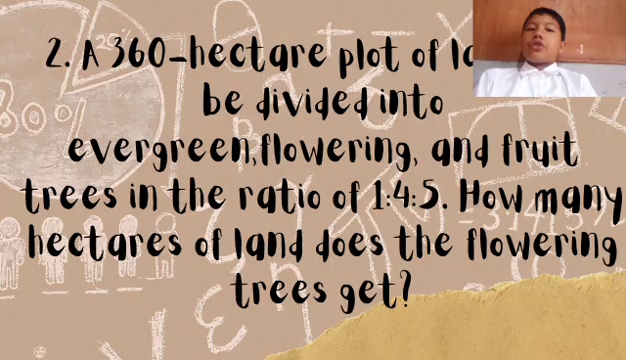 2. A 360-hectare plot of
be divided into
evergreen,flowering, and fruit
trees in the ratio of 1:4:5. How many
hectares of land does the flowering
trees get?
80%